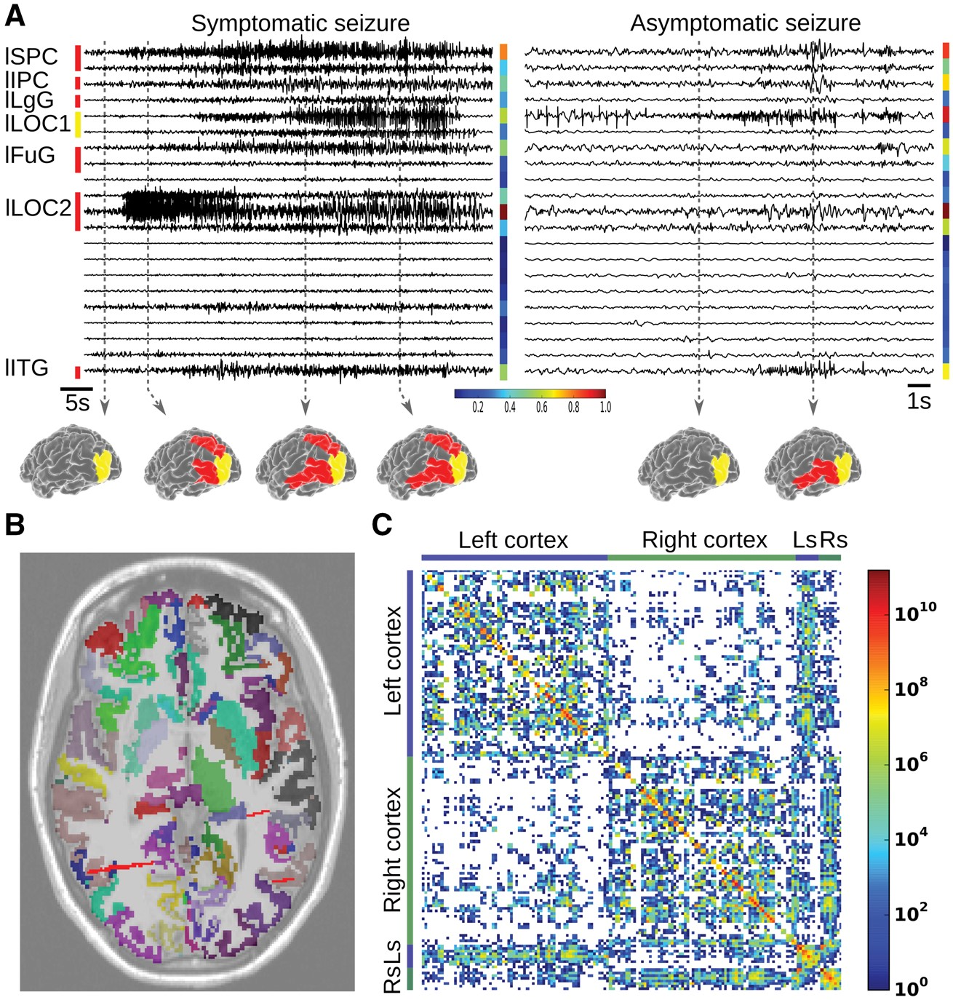 A
Symptomatic seizure
Asymptomatic seizure
lSPC
lIPC
lLgG
lLOC1
lFuG
lLOC2
lITG
5s
0.2 0.4 0.6 0.8 1.0
1s
B
C
Left cortex
Right cortex
Ls
Rs
Left cortex
Right cortex
Ls
Rs
10^10
10^8
10^6
10^4
10^2
10^0